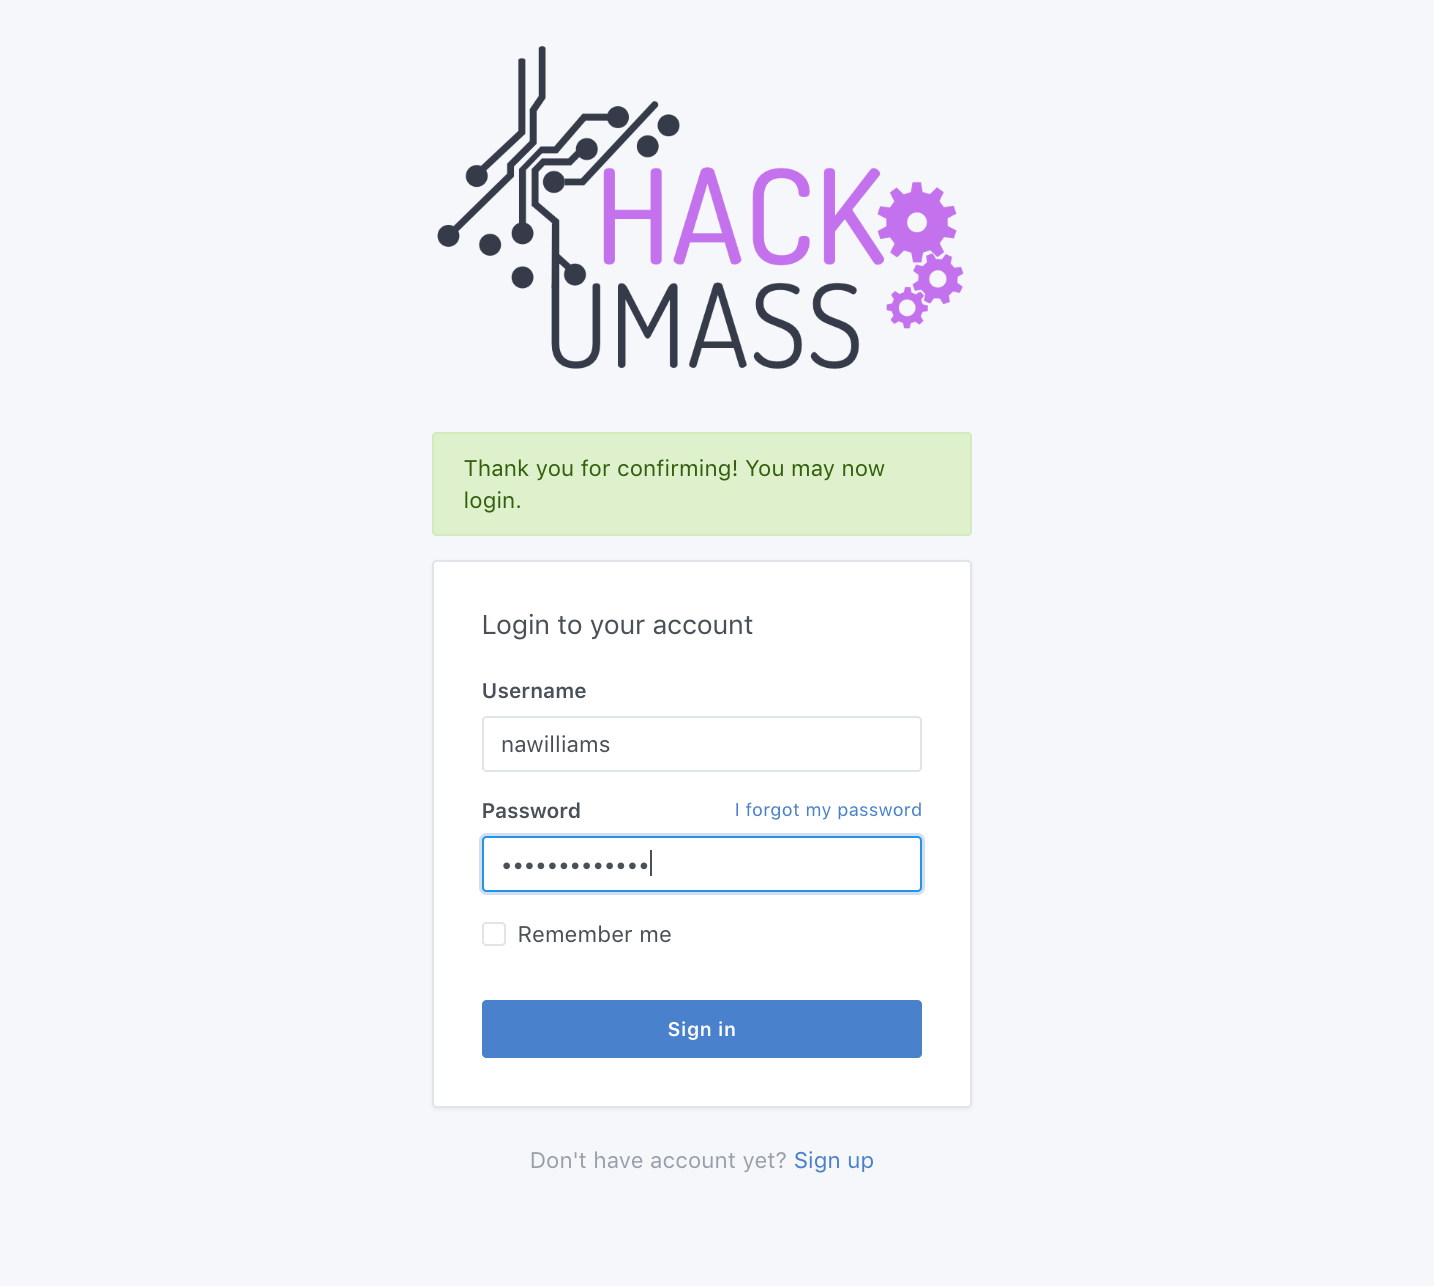 HACK
UMASS
Thank you for confirming! You may now
login.
Login to your account
Username
nawilliams
Password
I forgot my password
•••••••••••••
Remember me
Sign in
Don't have account yet? Sign up